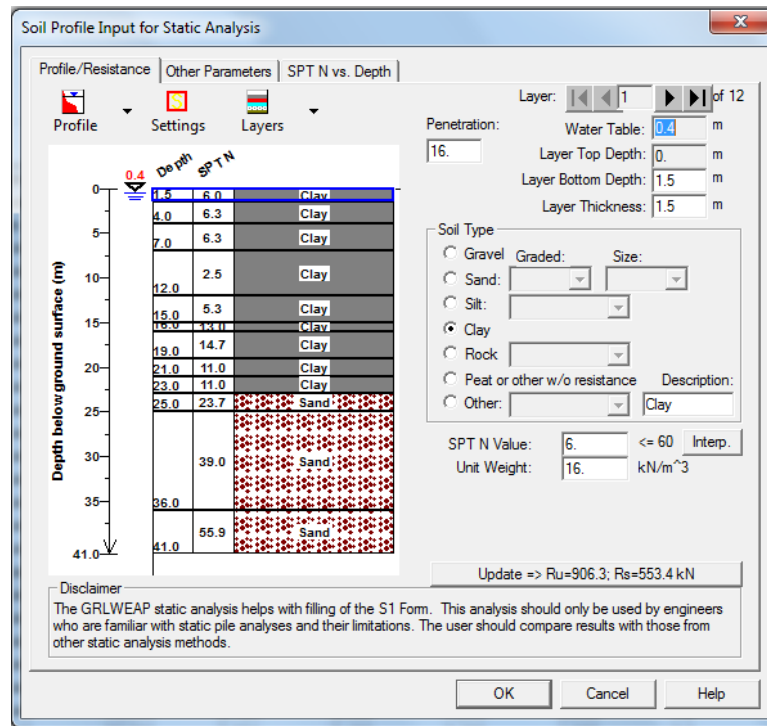 Soil Profile Input for Static Analysis
x
Profile/Resistance Other Parameters SPT N vs. Depth
Profile Settings Layers
Layer: 1 of 12
Penetration: Water Table: 0.4 m
16. Layer Top Depth: 0. m
Layer Bottom Depth: 1.5 m
Layer Thickness: 1.5 m
0.4 Depth SPT N
0 1.5 6.0 Clay
4.0 6.3 Clay
5 7.0 6.3 Clay
10 12.0 2.5 Clay
15 15.0 5.3 Clay
16.0 13.0 Clay
19.0 14.7 Clay
20 21.0 11.0 Clay
23.0 11.0 Clay
25 25.0 23.7 Sand
30 39.0 Sand
35 36.0
55.9 Sand
41.0 41.0
Depth below ground surface (m)
Soil Type
Gravel Graded: Size:
Sand:
Silt:
Clay
Rock
Peat or other w/o resistance Description:
Other: Clay
SPT N Value: 6. <= 60 Interp.
Unit Weight: 16. kN/m^3
Update => Ru=906.3; Rs=553.4 kN
Disclaimer
The GRLWEAP static analysis helps with filling of the S1 Form. This analysis should only be used by engineers
who are familiar with static pile analyses and their limitations. The user should compare results with those from
other static analysis methods.
OK Cancel Help